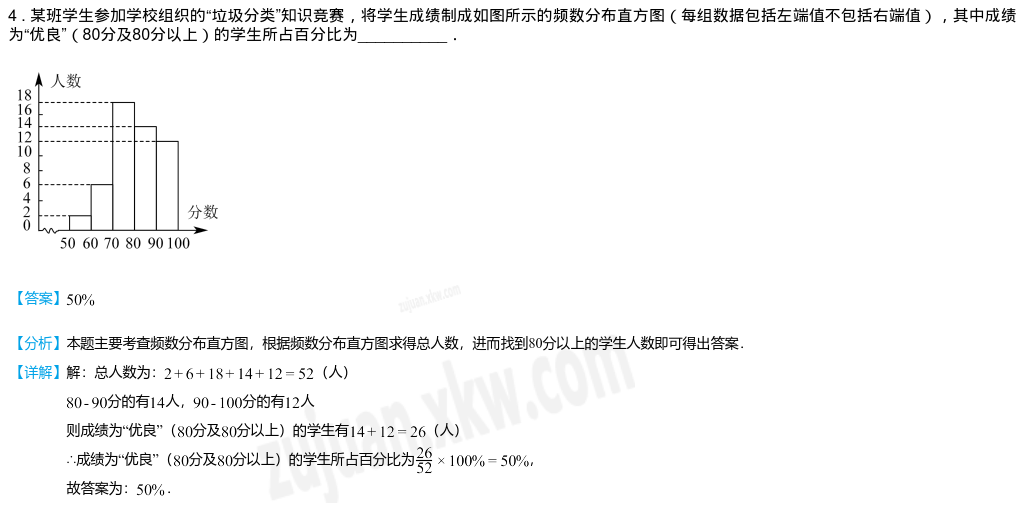 4．某班学生参加学校组织的“垃圾分类”知识竞赛，将学生成绩制成如图所示的频数分布直方图（每组数据包括左端值不包括右端值），其中成绩
为“优良”（80分及80分以上）的学生所占百分比为____________．
人数
18
16
14
12
10
8
6
4
2
0
分数
50 60 70 80 90 100
【答案】50%
zujuan.xkw.com
【分析】本题主要考查频数分布直方图，根据频数分布直方图求得总人数，进而找到80分以上的学生人数即可得出答案．
【详解】解：总人数为：2+6+18+14+12=52（人）
80-90分的有14人，90-100分的有12人
则成绩为“优良”（80分及80分以上）的学生有14+12=26（人）
∴成绩为“优良”（80分及80分以上）的学生所占百分比为26/52×100%=50%，
故答案为：50%．
zujuan.xkw.com